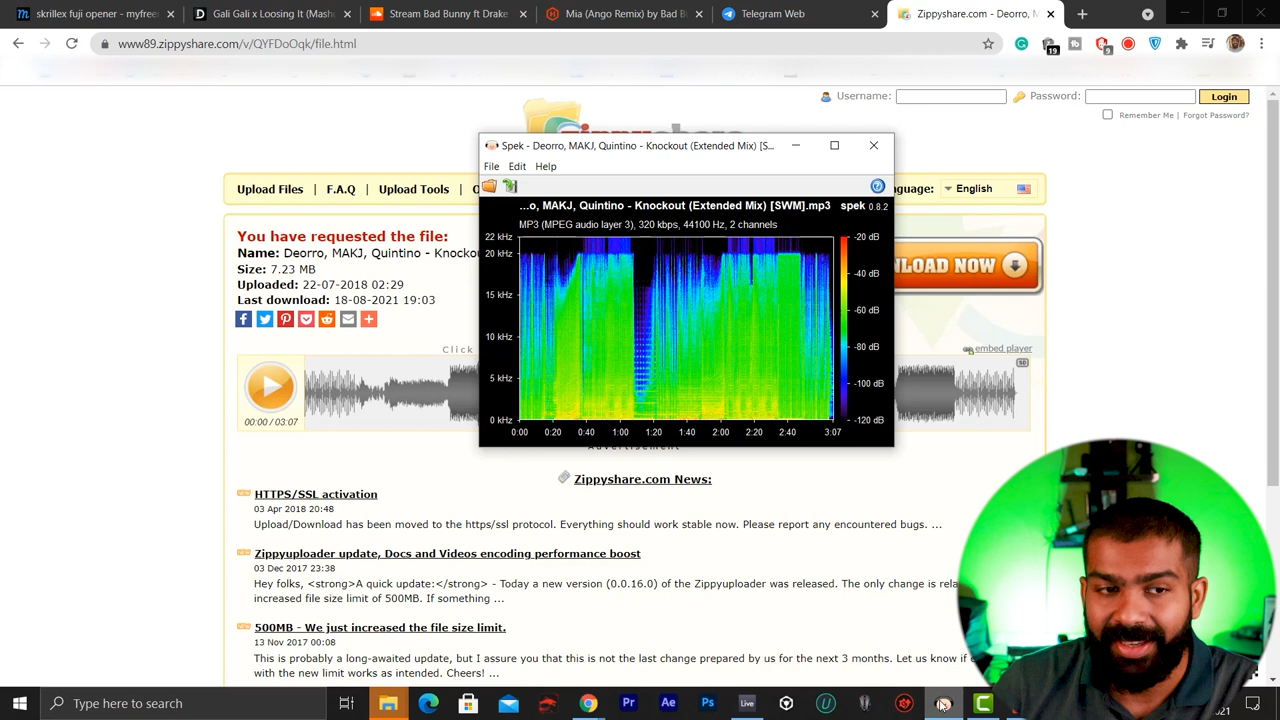 skrillex fuji opener - myfree
Gali Gali x Loosing It (Mash
Stream Bad Bunny ft Drake
Mia (Ango Remix) by Bad B
Telegram Web
Zippyshare.com - Deorro, M
www89.zippyshare.com/v/QYFDoOqk/file.html
19
9
Username:
Password:
Login
Remember Me | Forgot Password?
Upload Files | F.A.Q | Upload Tools
English
Spek - Deorro, MAKJ, Quintino - Knockout (Extended Mix) [S...
File Edit Help
...o, MAKJ, Quintino - Knockout (Extended Mix) [SWM].mp3 spek 0.8.2
MP3 (MPEG audio layer 3), 320 kbps, 44100 Hz, 2 channels
22 kHz
20 kHz
15 kHz
10 kHz
5 kHz
0 kHz
-20 dB
-40 dB
-60 dB
-80 dB
-100 dB
-120 dB
0:00 0:20 0:40 1:00 1:20 1:40 2:00 2:20 2:40 3:07
You have requested the file:
Name: Deorro, MAKJ, Quintino - Knockou
Size: 7.23 MB
Uploaded: 22-07-2018 02:29
Last download: 18-08-2021 19:03
NLOAD NOW
Click
embed player
SD
00:00 / 03:07
Zippyshare.com News:
HTTPS/SSL activation
03 Apr 2018 20:48
Upload/Download has been moved to the https/ssl protocol. Everything should work stable now. Please report any encountered bugs. ...
Zippyuploader update, Docs and Videos encoding performance boost
03 Dec 2017 23:38
Hey folks, <strong>A quick update:</strong> - Today a new version (0.0.16.0) of the Zippyuploader was released. The only change is rela
increased file size limit of 500MB. If something ...
500MB - We just increased the file size limit.
13 Nov 2017 00:08
This is probably a long-awaited update, but I assure you that this is not the last change prepared by us for the next 3 months. Let us know if
with the new limit works as intended. Cheers! ...
Type here to search
Pr
Ae
Ps
Live